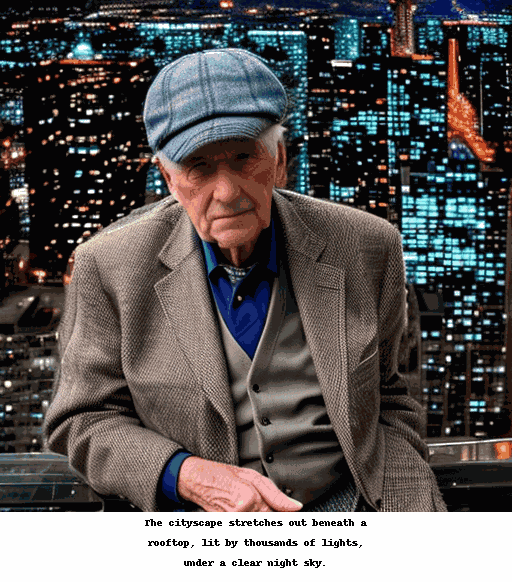 The cityscape stretches out beneath a
rooftop, lit by thousands of lights,
under a clear night sky.